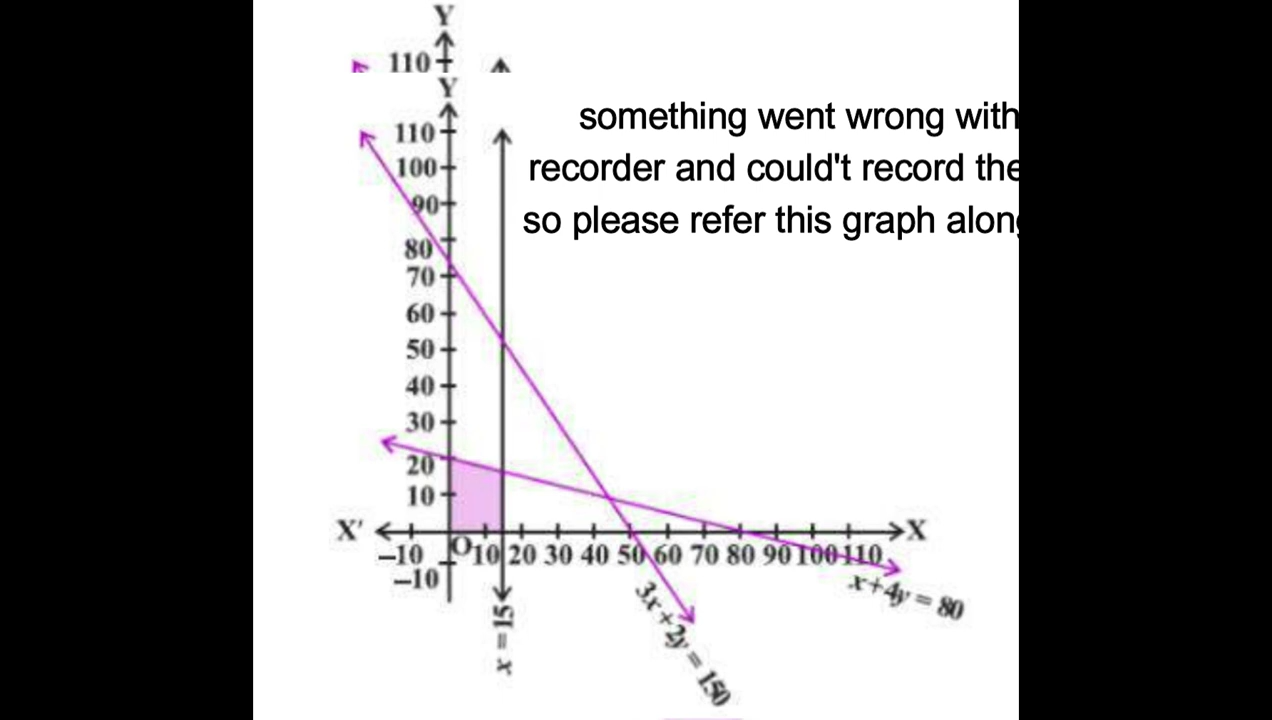 Y
110
Y
something went wrong with
recorder and could't record the
so please refer this graph along
110
100
90
80
70
60
50
40
30
20
10
X' O 10 20 30 40 50 60 70 80 90 100 110 X
–10
–10
x = 15
3x + 2y = 150
x + 4y = 80